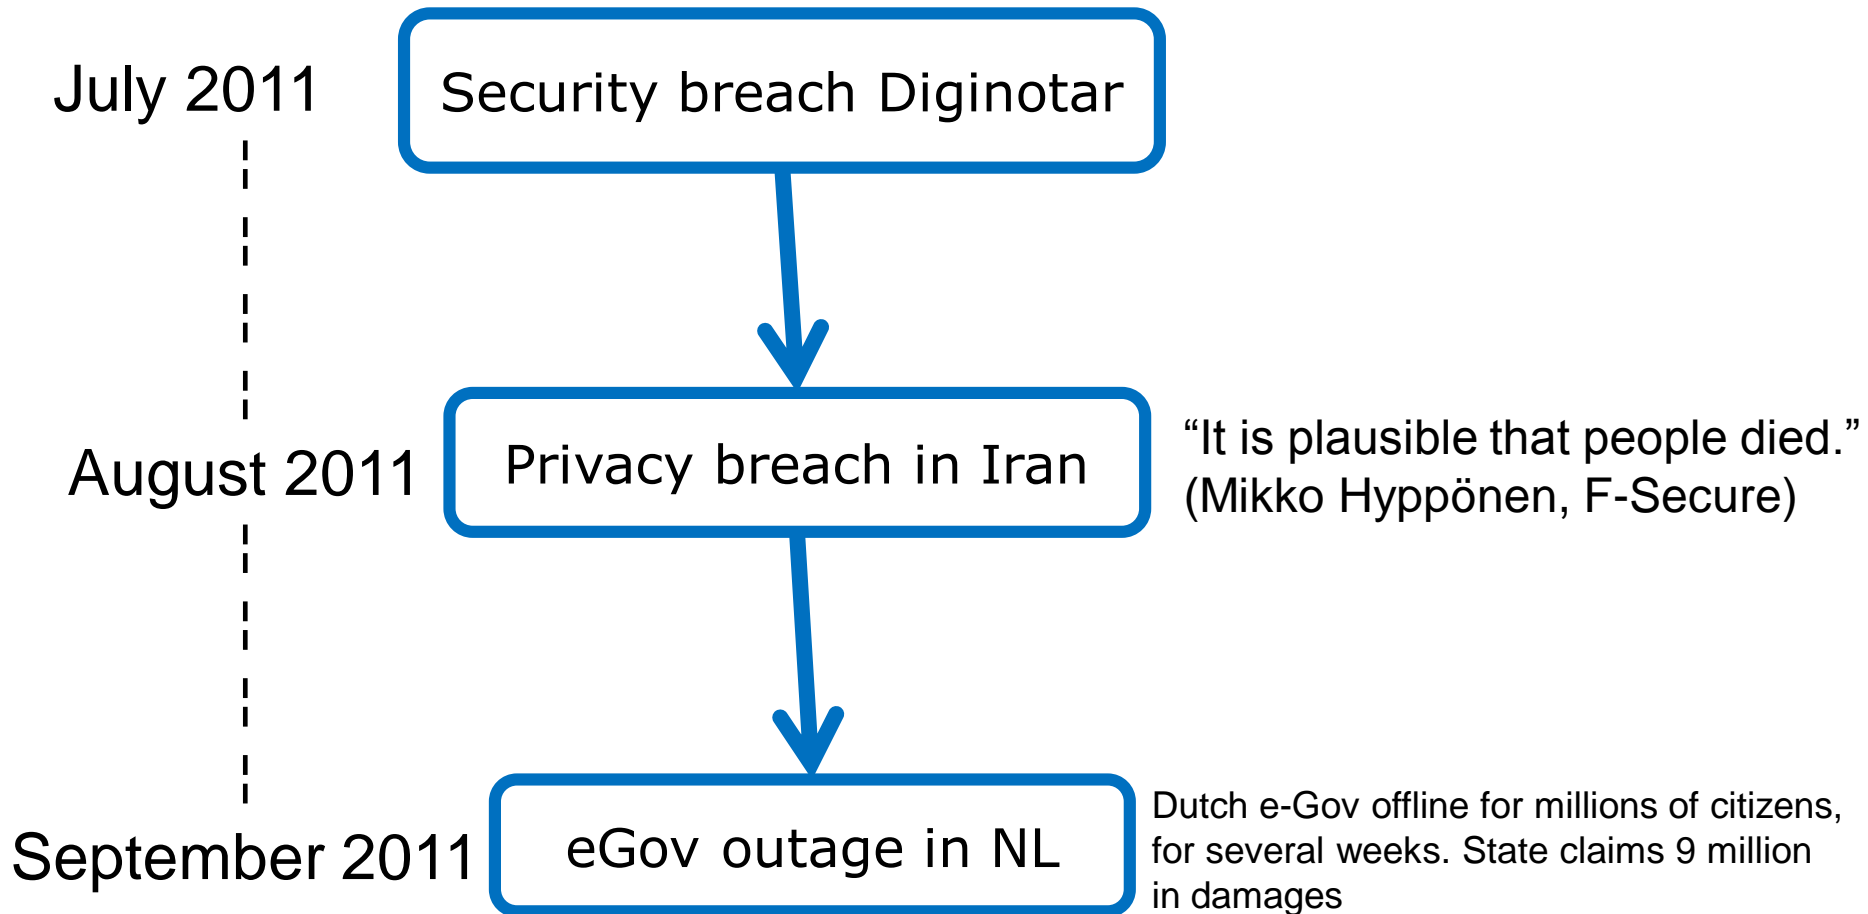 July 2011
Security breach Diginotar
August 2011
Privacy breach in Iran
“It is plausible that people died.”
(Mikko Hyppönen, F-Secure)
September 2011
eGov outage in NL
Dutch e-Gov offline for millions of citizens,
for several weeks. State claims 9 million
in damages